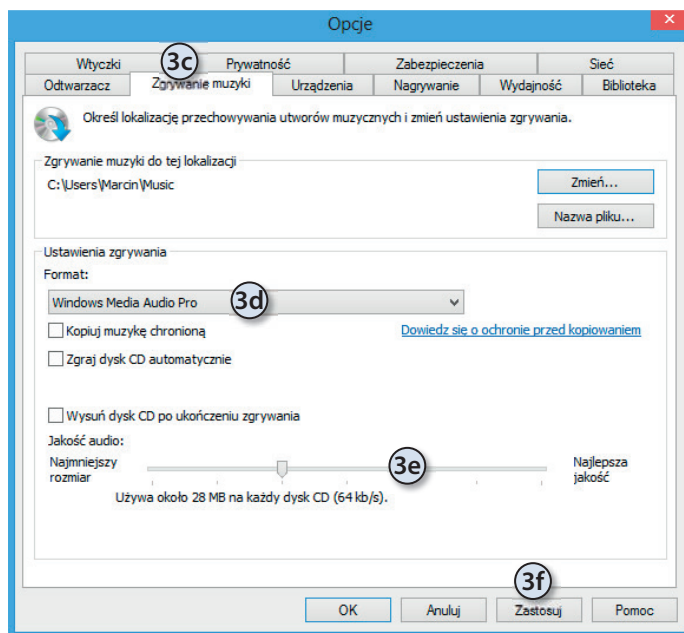 Opcje
Wtyczki 3c Prywatność Zabezpieczenia Sieć
Odtwarzacz Zgrywanie muzyki Urządzenia Nagrywanie Wydajność Biblioteka
Określ lokalizację przechowywania utworów muzycznych i zmień ustawienia zgrywania.
Zgrywanie muzyki do tej lokalizacji
C:\Users\Marcin\Music
Zmień...
Nazwa pliku...
Ustawienia zgrywania
Format:
Windows Media Audio Pro 3d
Kopiuj muzykę chronioną Dowiedz się o ochronie przed kopiowaniem
Zgraj dysk CD automatycznie
Wysuń dysk CD po ukończeniu zgrywania
Jakość audio:
Najmniejszy rozmiar 3e Najlepsza jakość
Używa około 28 MB na każdy dysk CD (64 kb/s).
3f
OK Anuluj Zastosuj Pomoc